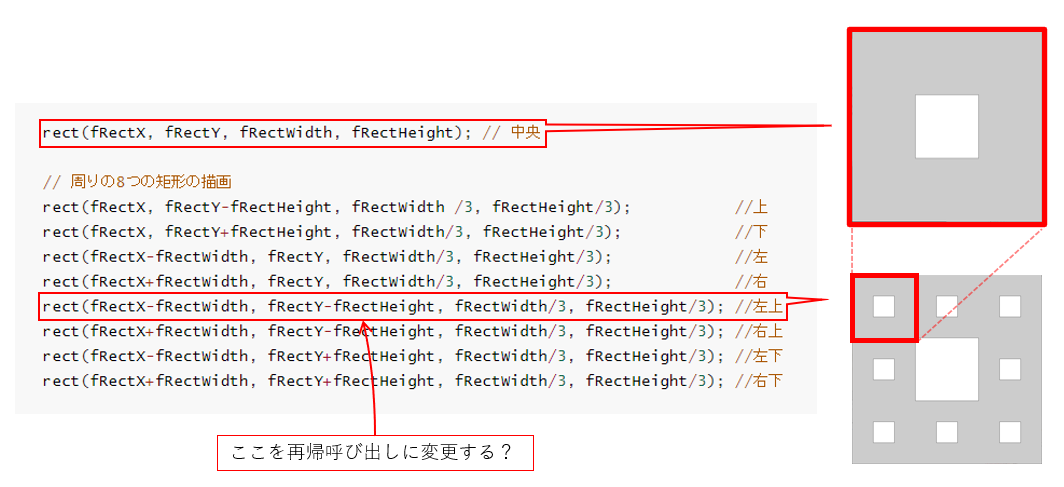 rect(fRectX, fRectY, fRectWidth, fRectHeight); // 中央
// 周りの8つの矩形の描画
rect(fRectX, fRectY-fRectHeight, fRectWidth /3, fRectHeight/3); //上
rect(fRectX, fRectY+fRectHeight, fRectWidth/3, fRectHeight/3); //下
rect(fRectX-fRectWidth, fRectY, fRectWidth/3, fRectHeight/3); //左
rect(fRectX+fRectWidth, fRectY, fRectWidth/3, fRectHeight/3); //右
rect(fRectX-fRectWidth, fRectY-fRectHeight, fRectWidth/3, fRectHeight/3); //左上
rect(fRectX+fRectWidth, fRectY-fRectHeight, fRectWidth/3, fRectHeight/3); //右上
rect(fRectX-fRectWidth, fRectY+fRectHeight, fRectWidth/3, fRectHeight/3); //左下
rect(fRectX+fRectWidth, fRectY+fRectHeight, fRectWidth/3, fRectHeight/3); //右下
ここを再帰呼び出しに変更する？